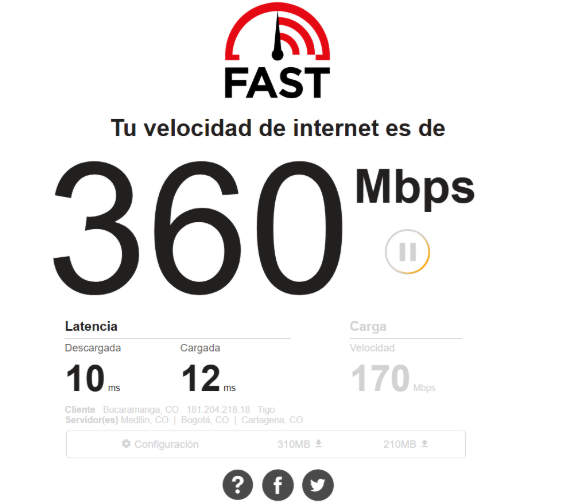 FAST
Tu velocidad de internet es de
360 Mbps
Latencia Carga
Descargada Cargada Velocidad
10 ms 12 ms 170 Mbps
Cliente Bucaramanga, CO 181.204.218.18 Tigo
Servidor(es) Medllin, CO | Bogotá, CO | Cartagena, CO
Configuración 310MB 210MB
?